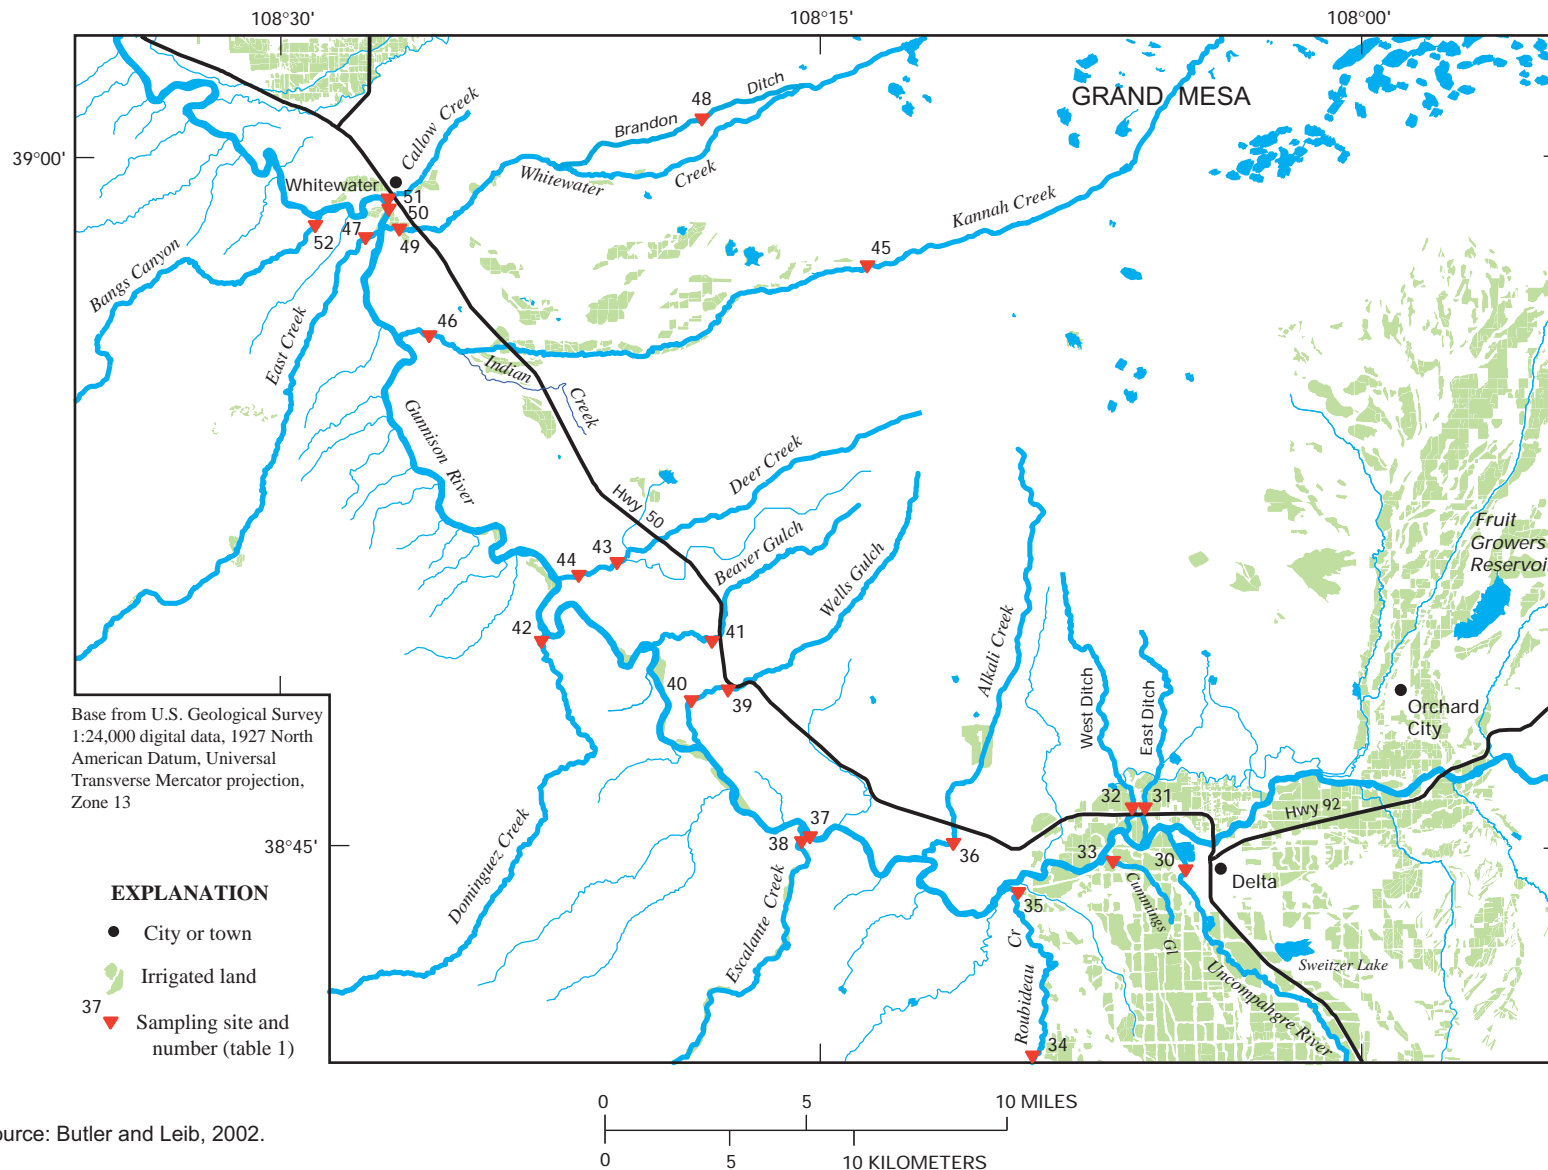 108°30'
108°15'
108°00'
39°00'
38°45'
GRAND MESA
Callow Creek
Brandon
Ditch
48
Whitewater
Creek
Kannah Creek
Whitewater
51
50
49
47
52
45
46
Bangs Canyon
East Creek
Indian
Creek
Gunnison River
Hwy 50
Deer Creek
Beaver Gulch
Wells Gulch
44
43
42
41
40
39
Alkali Creek
West Ditch
East Ditch
Fruit
Growers
Reservoi
Orchard
City
Hwy 92
32
31
37
38
36
33
30
35
34
Delta
Cummings Gl
Sweitzer Lake
Uncompahgre River
Roubideau Cr
Escalante Creek
Dominguez Creek
Base from U.S. Geological Survey
1:24,000 digital data, 1927 North
American Datum, Universal
Transverse Mercator projection,
Zone 13
EXPLANATION
City or town
Irrigated land
37
Sampling site and
number (table 1)
0 5 10 MILES
0 5 10 KILOMETERS
ource: Butler and Leib, 2002.